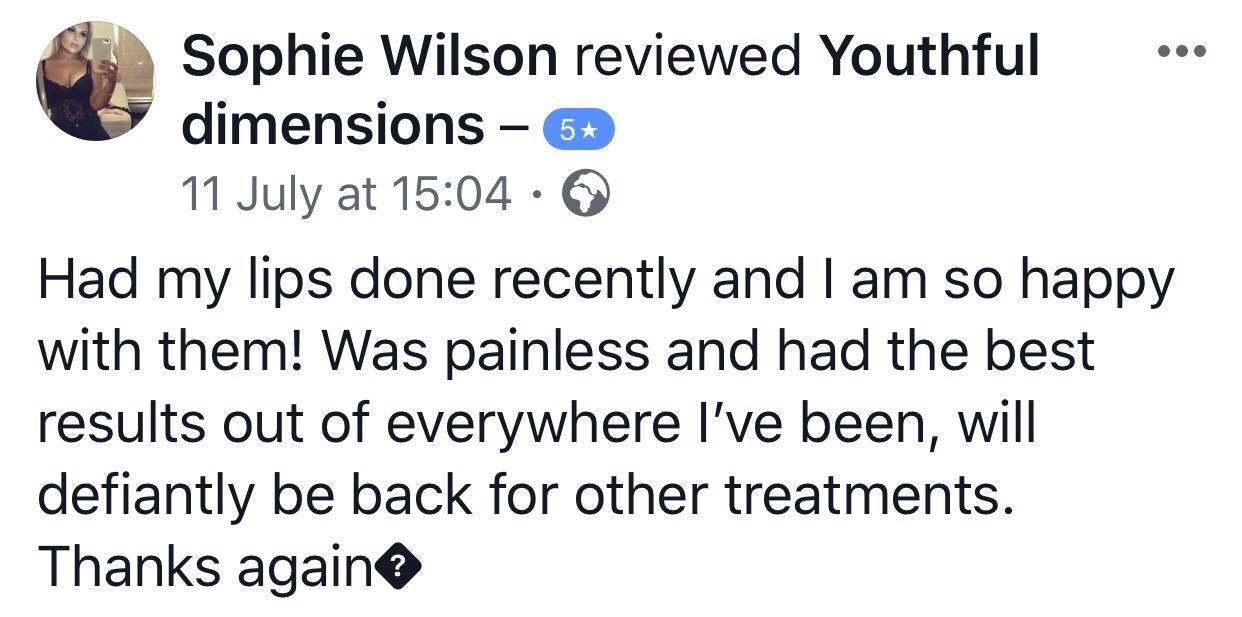 Sophie Wilson reviewed Youthful
dimensions – 5★
11 July at 15:04 ·
Had my lips done recently and I am so happy
with them! Was painless and had the best
results out of everywhere I’ve been, will
defiantly be back for other treatments.
Thanks again�